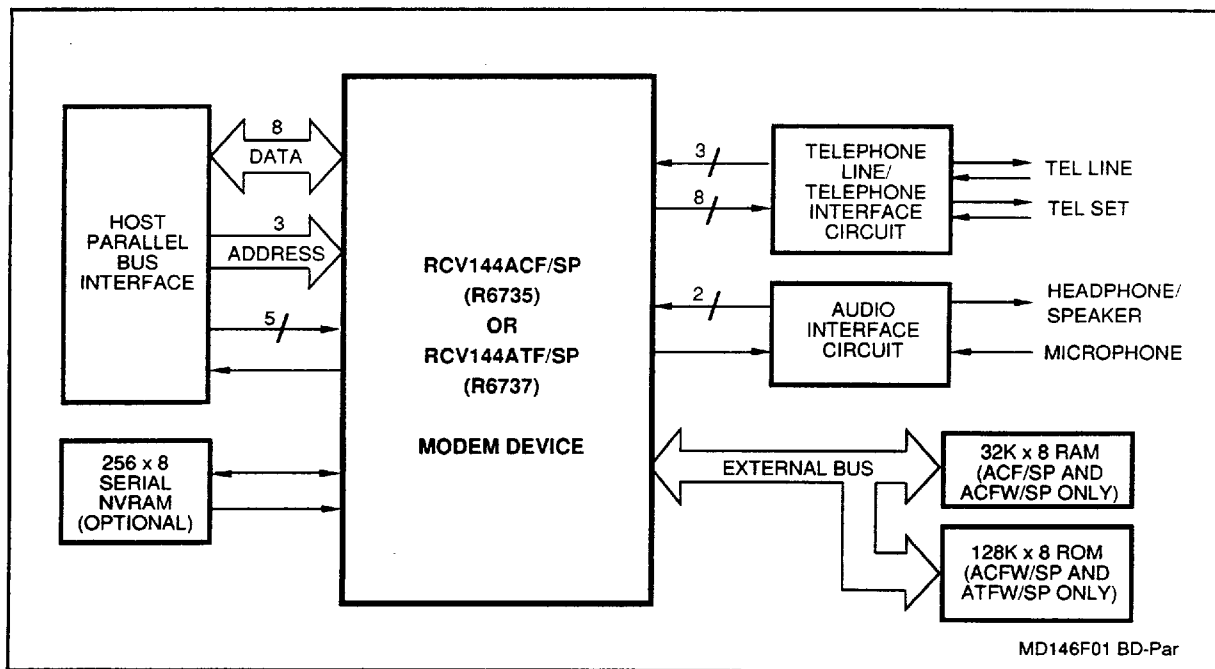 HOST
PARALLEL
BUS
INTERFACE
8
DATA
3
ADDRESS
5
256 x 8
SERIAL
NVRAM
(OPTIONAL)
RCV144ACF/SP
(R6735)
OR
RCV144ATF/SP
(R6737)
MODEM DEVICE
3
8
TELEPHONE
LINE/
TELEPHONE
INTERFACE
CIRCUIT
TEL LINE
TEL SET
2
AUDIO
INTERFACE
CIRCUIT
HEADPHONE/
SPEAKER
MICROPHONE
EXTERNAL BUS
32K x 8 RAM
(ACF/SP AND
ACFW/SP ONLY)
128K x 8 ROM
(ACFW/SP AND
ATFW/SP ONLY)
MD146F01 BD-Par